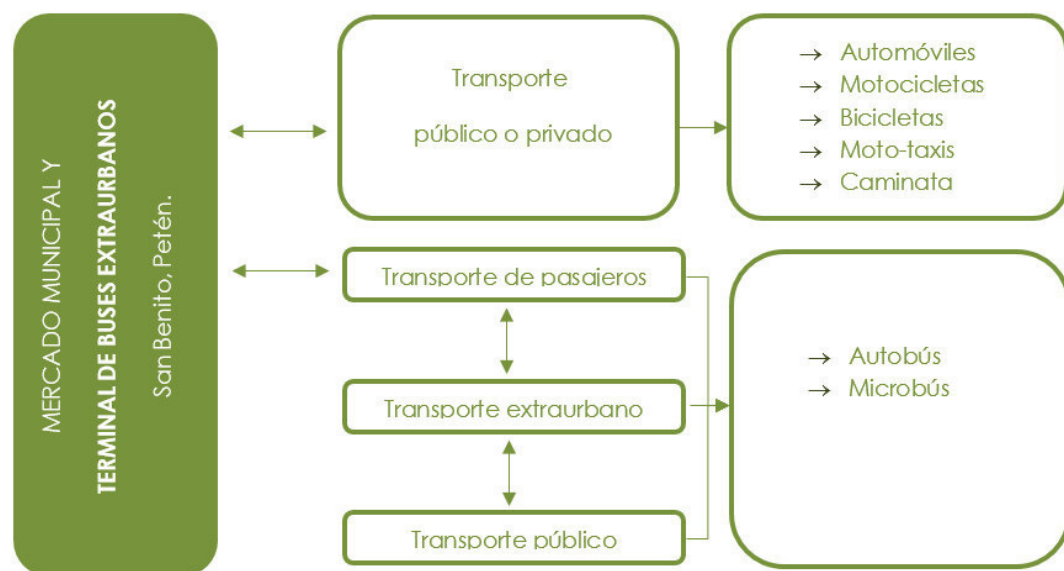 MERCADO MUNICIPAL Y
TERMINAL DE BUSES EXTRAURBANOS
San Benito, Petén.
Transporte
público o privado
→ Automóviles
→ Motocicletas
→ Bicicletas
→ Moto-taxis
→ Caminata
Transporte de pasajeros
Transporte extraurbano
Transporte público
→ Autobús
→ Microbús